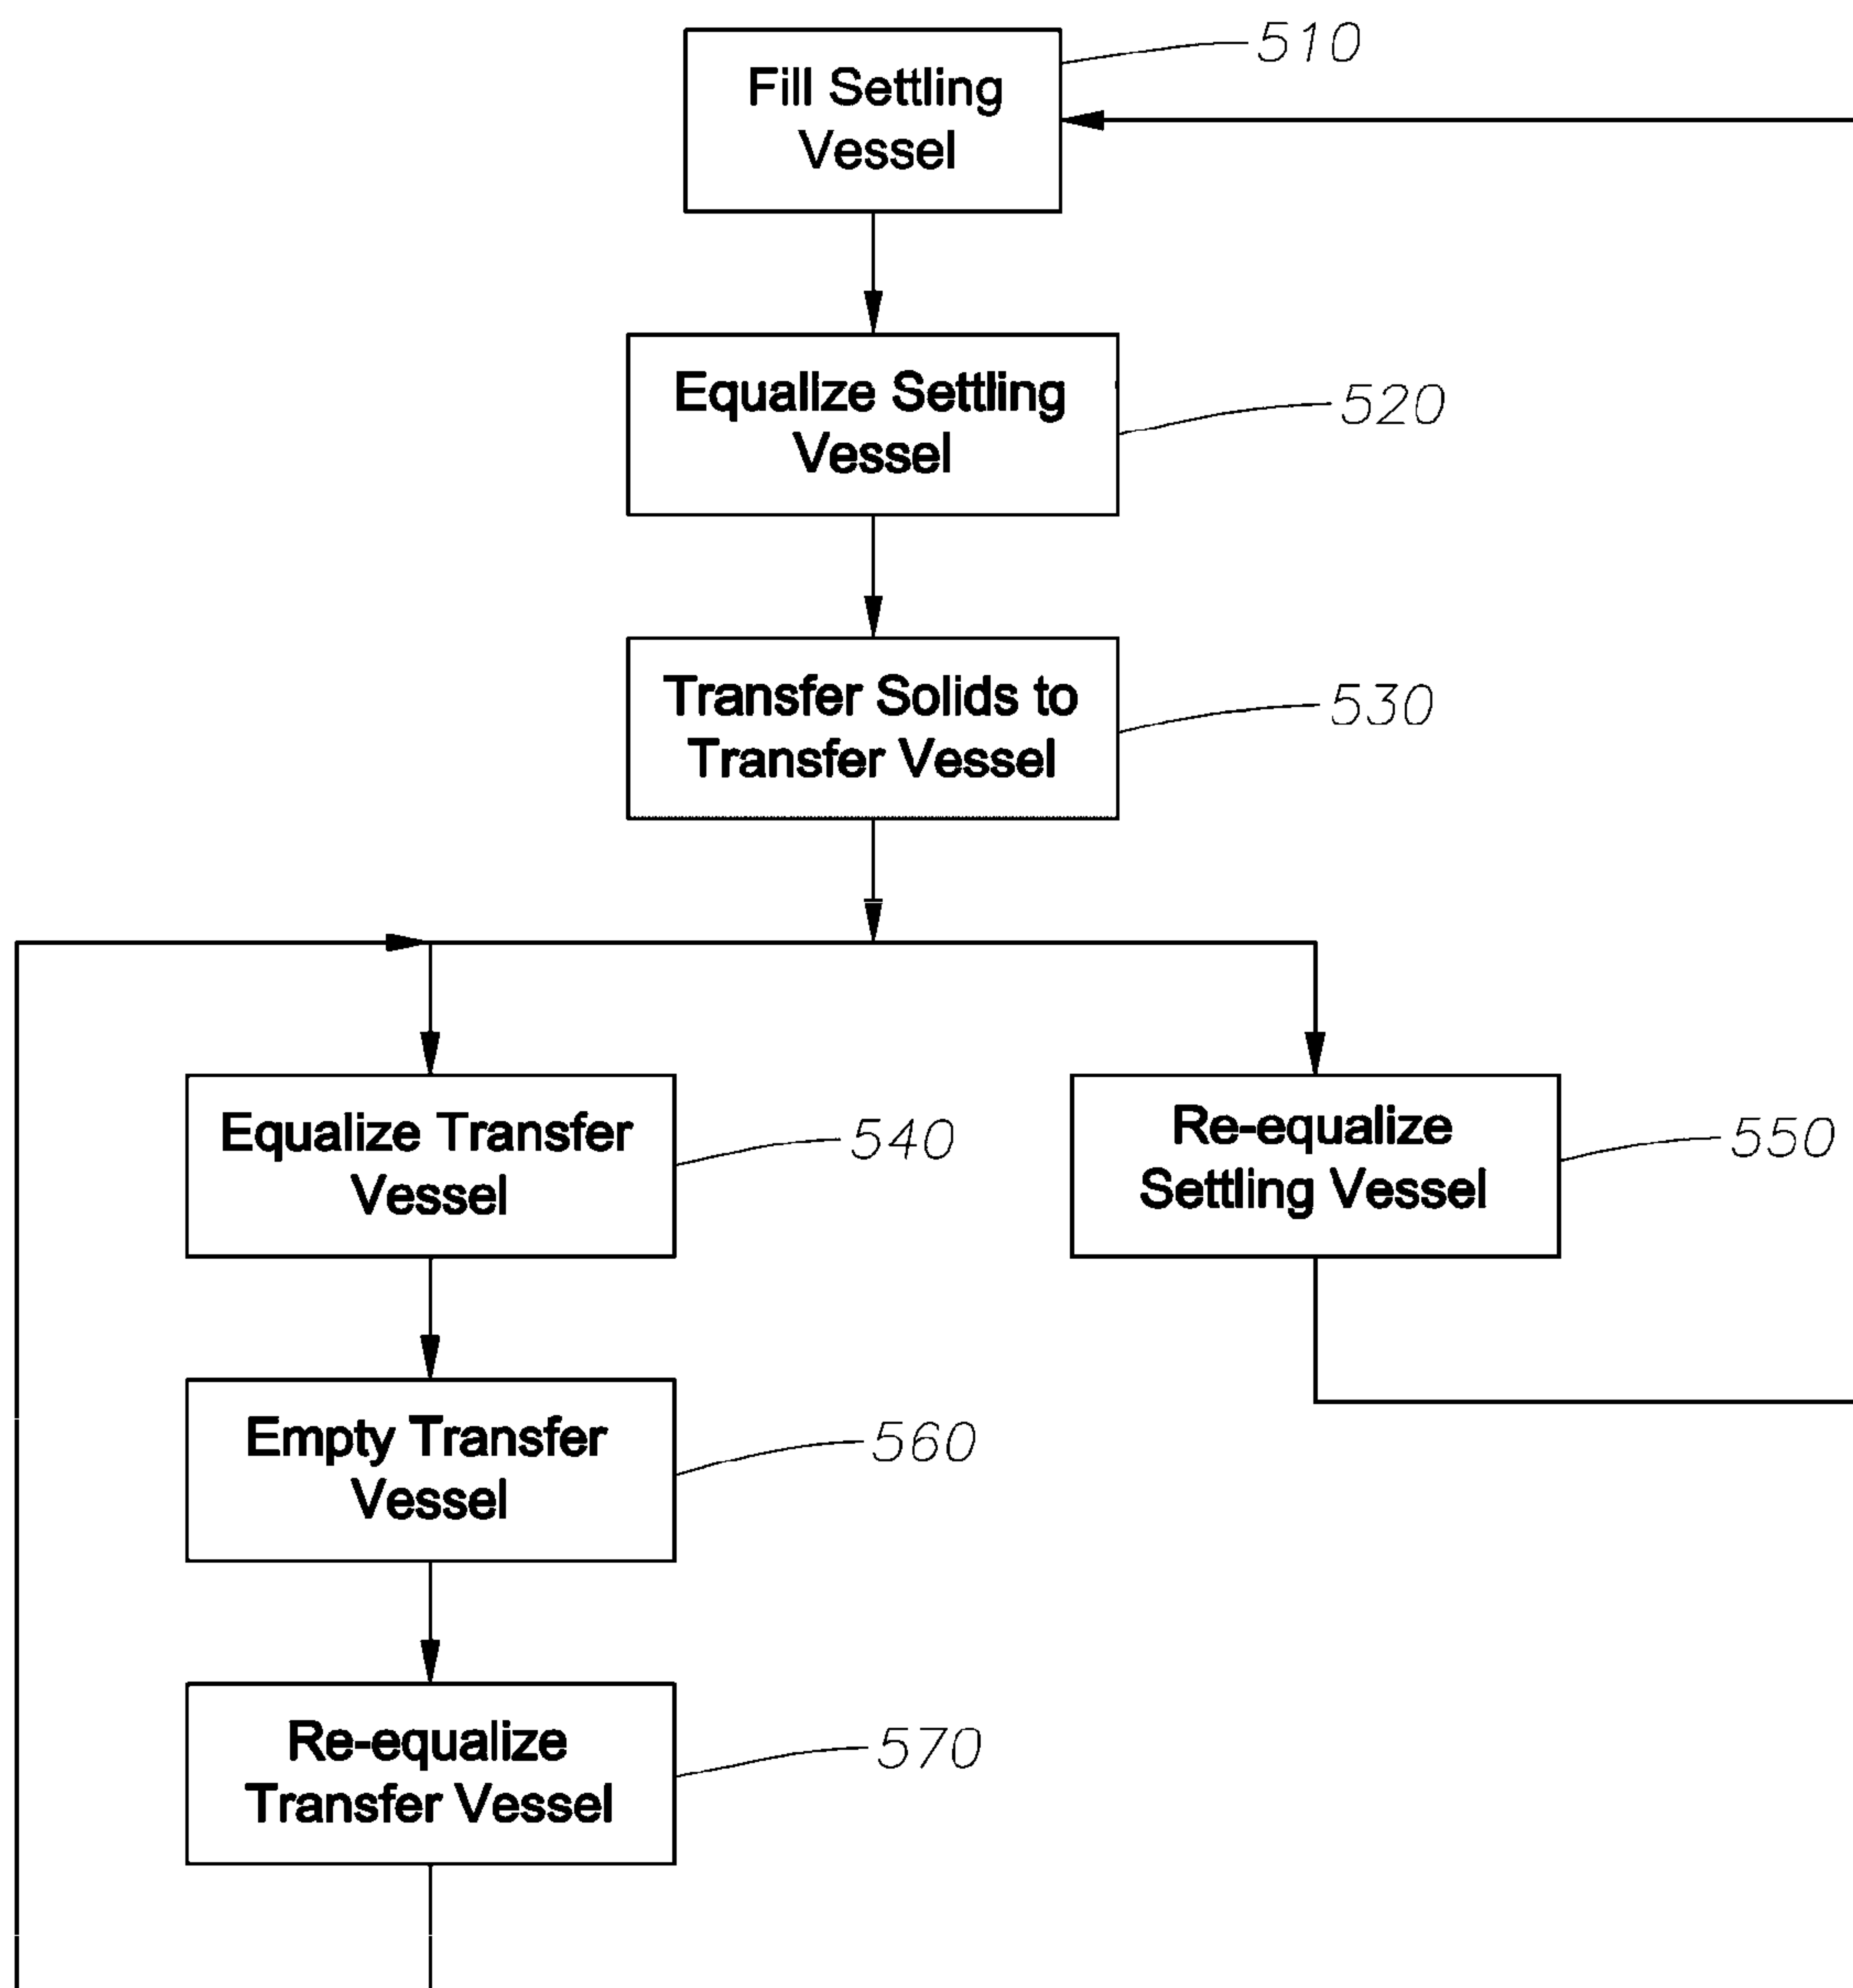 Fill Settling
Vessel
510
Equalize Settling
Vessel
520
Transfer Solids to
Transfer Vessel
530
Equalize Transfer
Vessel
540
Re-equalize
Settling Vessel
550
Empty Transfer
Vessel
560
Re-equalize
Transfer Vessel
570